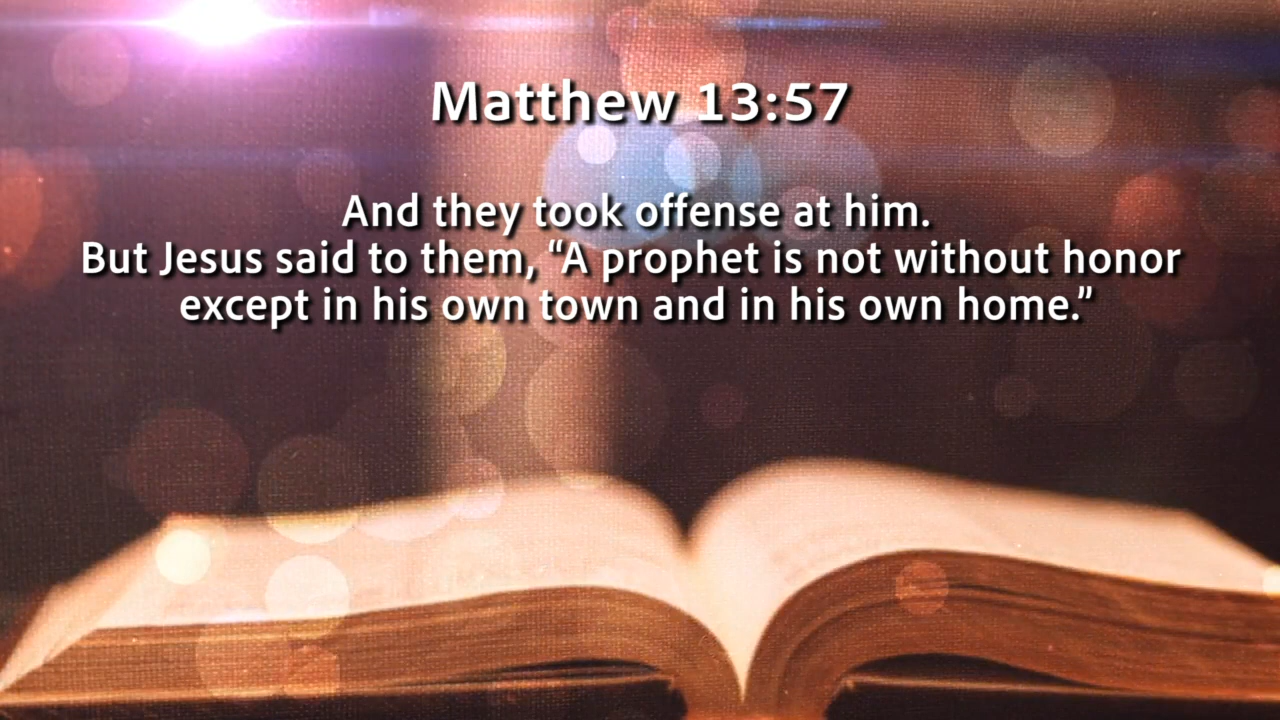 Matthew 13:57
And they took offense at him.
But Jesus said to them, “A prophet is not without honor
except in his own town and in his own home.”